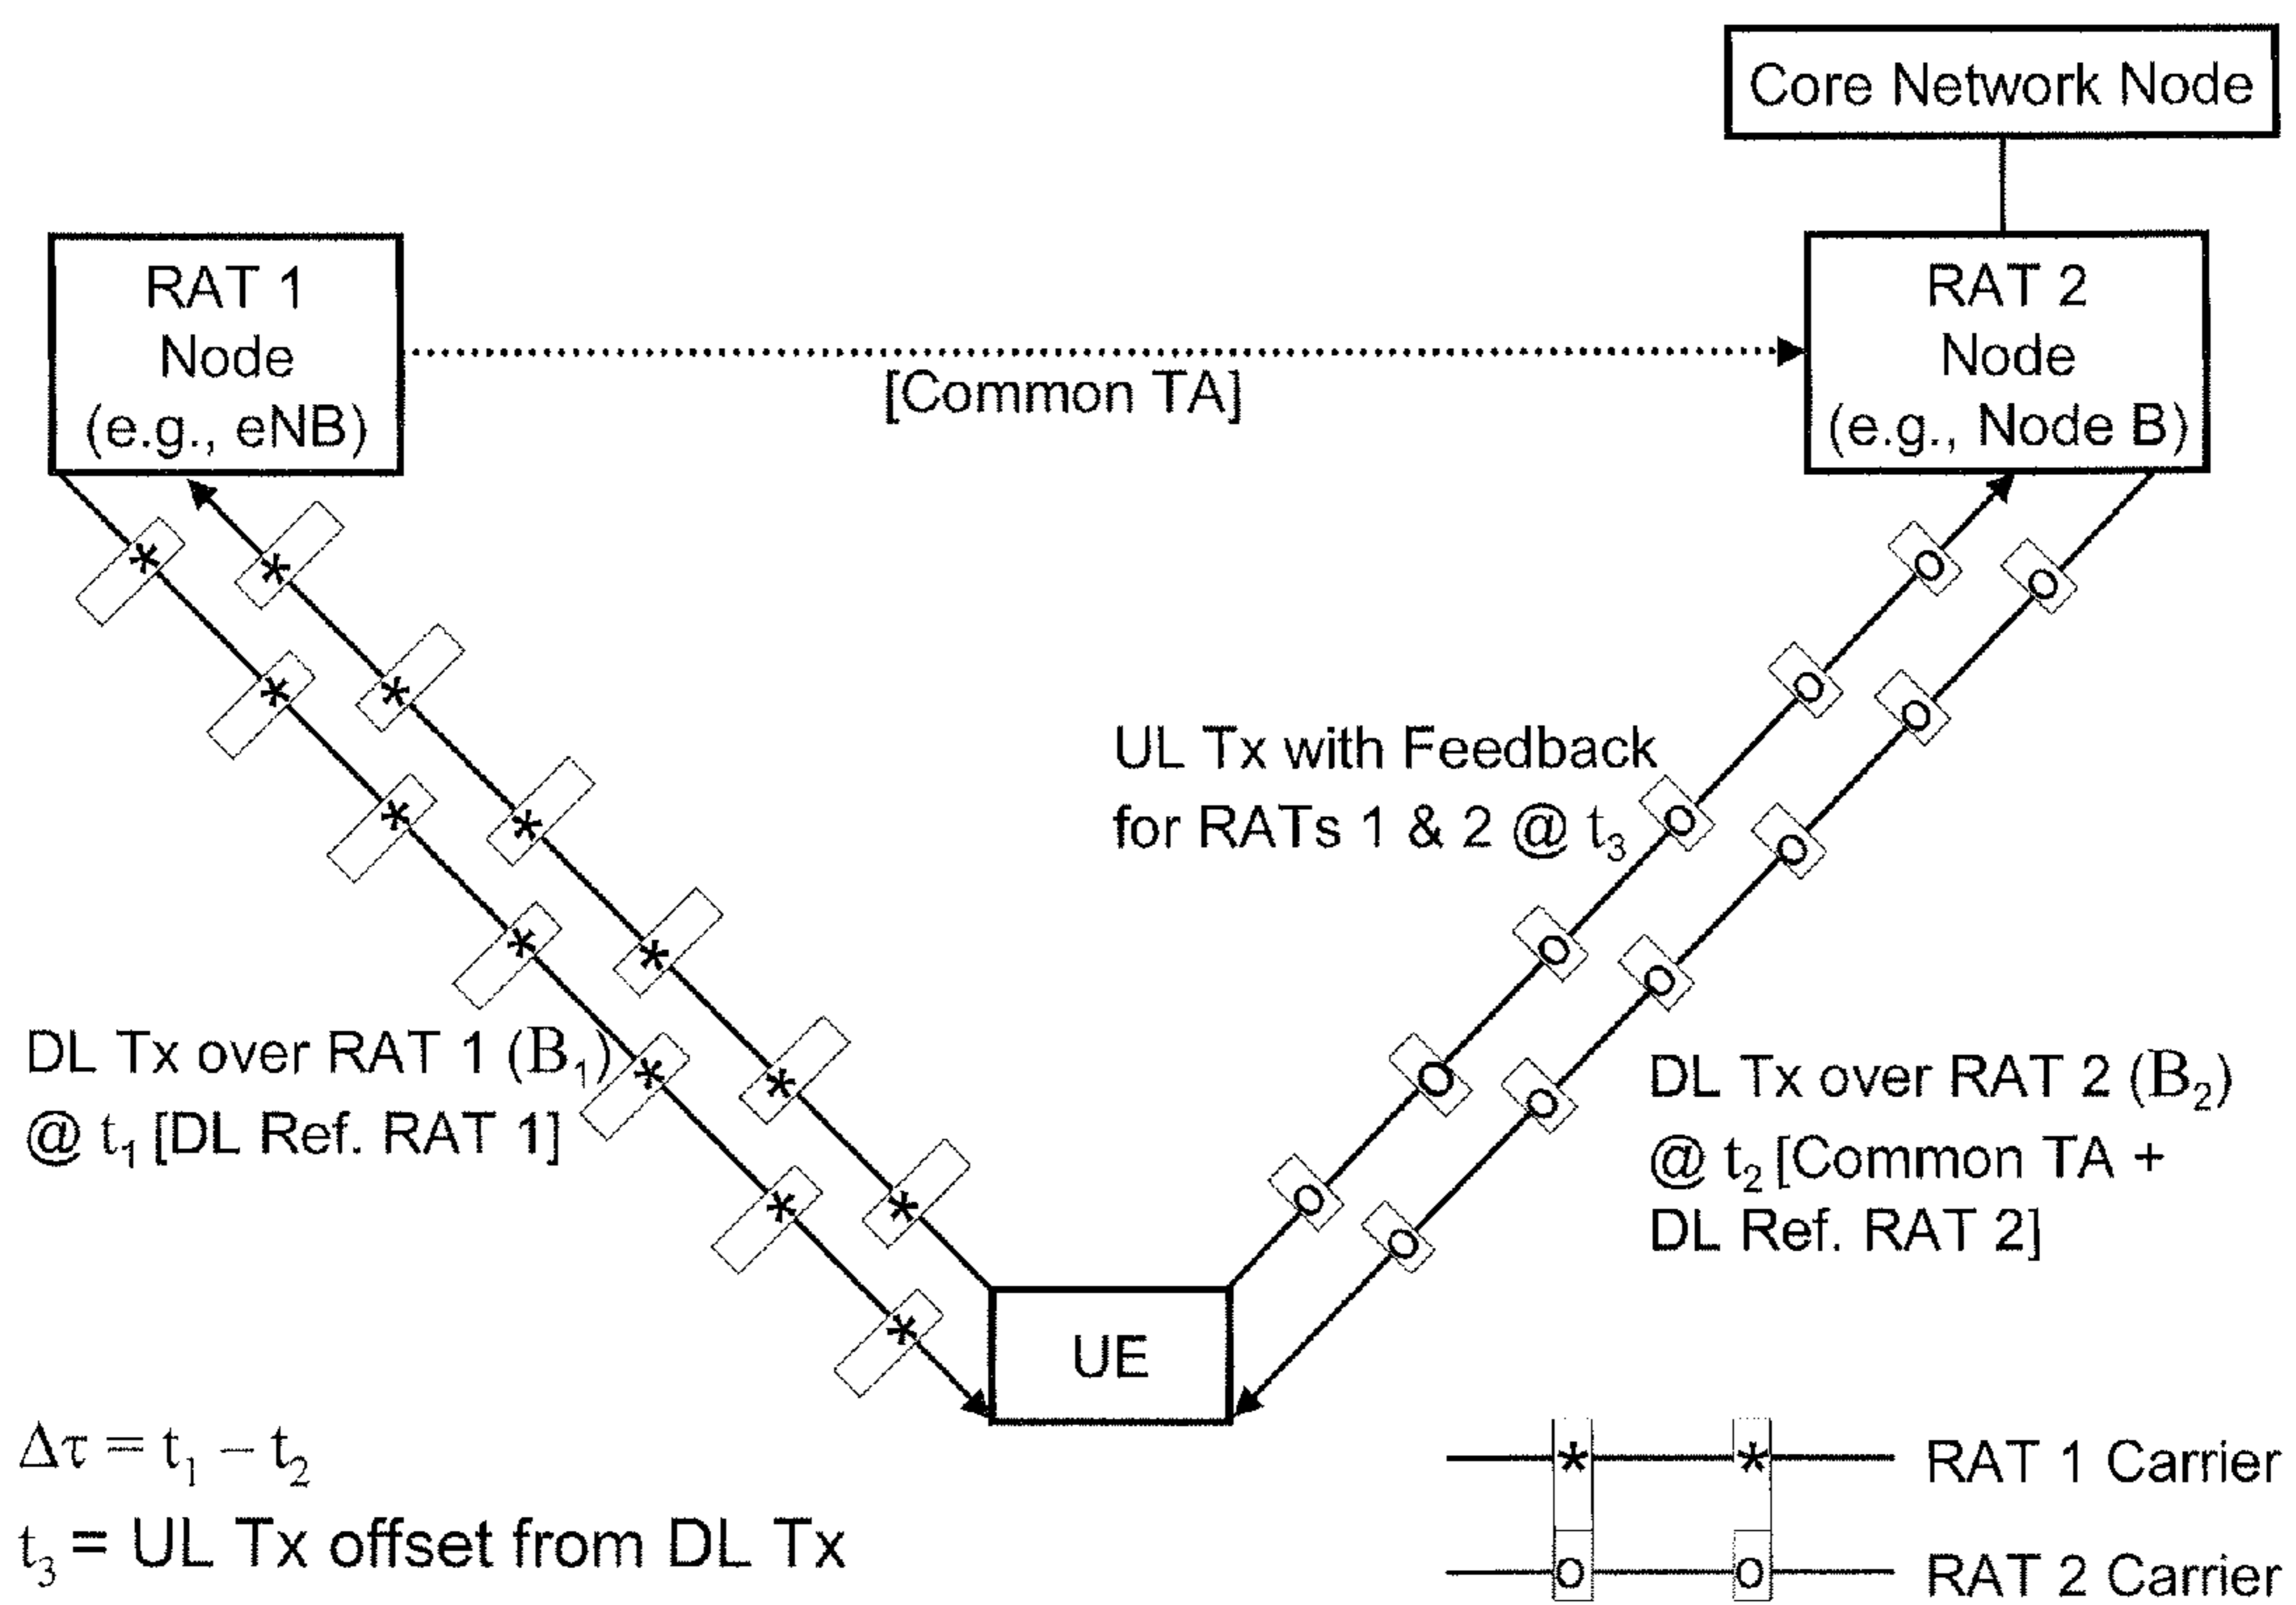 Core Network Node
RAT 1
Node
(e.g., eNB)
RAT 2
Node
(e.g., Node B)
[Common TA]
UL Tx with Feedback
for RATs 1 & 2 @ t₃
DL Tx over RAT 1 (B₁)
@ t₁ [DL Ref. RAT 1]
DL Tx over RAT 2 (B₂)
@ t₂ [Common TA +
DL Ref. RAT 2]
UE
Δτ = t₁ – t₂
t₃ = UL Tx offset from DL Tx
RAT 1 Carrier
RAT 2 Carrier